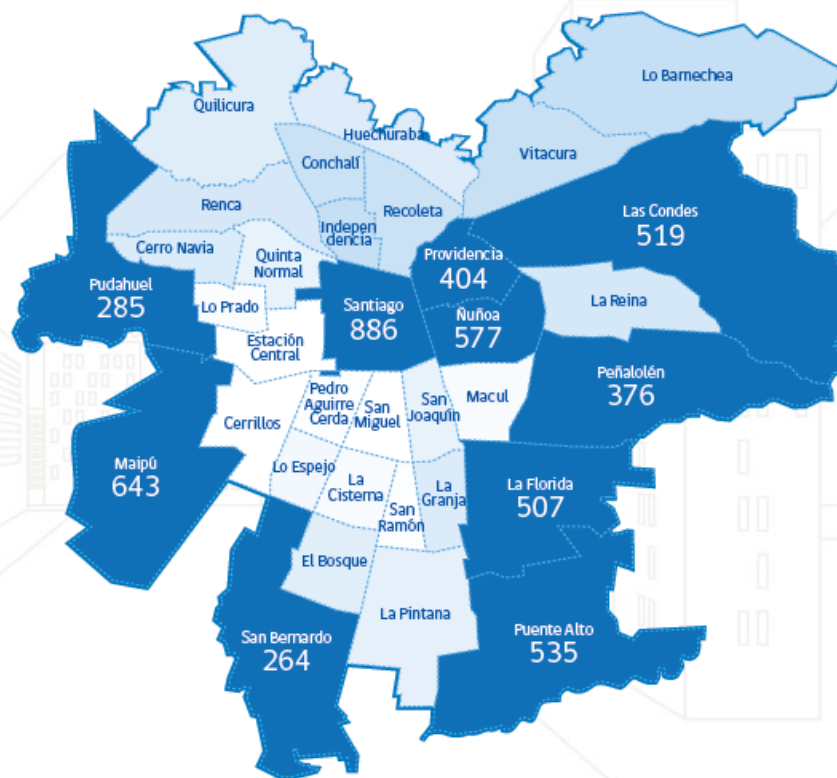 Lo Barnechea
Quilicura
Huechuraba
Vitacura
Conchalí
Renca
Recoleta
Las Condes
519
Indepen
dencia
Cerro Navia
Quinta
Normal
Providencia
404
Pudahuel
285
Lo Prado
Santiago
886
Ñuñoa
577
La Reina
Estación
Central
Peñalolén
376
Pedro
Aguirre
Cerda
San
Miguel
San
Joaquín
Macul
Cerrillos
Maipú
643
Lo Espejo
La
Cisterna
San
Ramón
La
Granja
La Florida
507
El Bosque
La Pintana
San Bernardo
264
Puente Alto
535